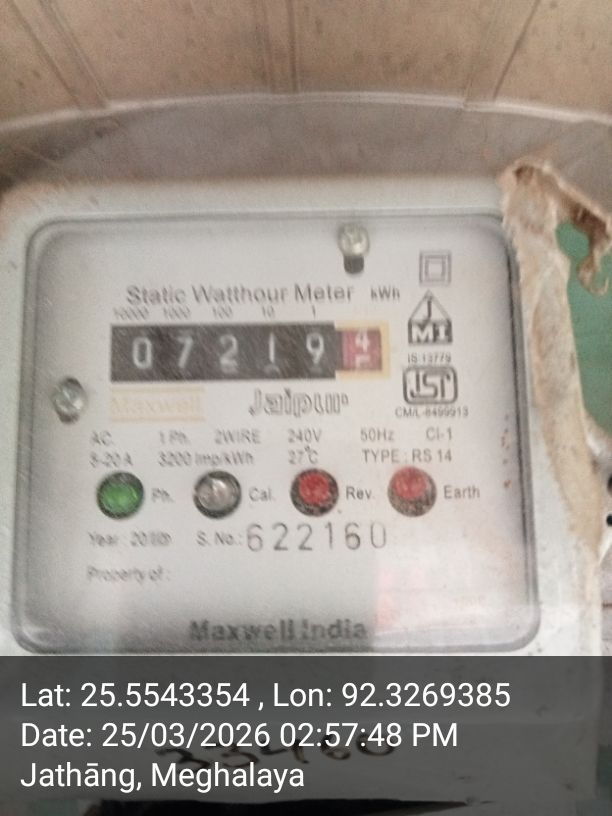 Static Watthour Meter kWh
10000 1000 100 10 1
0 7 2 1 9 4
JMI
IS 13779
ISI
CM/L-8499913
Maxwell Jaipur
AC. 1 Ph. 2WIRE 240V 50Hz Cl-1
5-20 A 3200 Imp/kWh 27°C TYPE : RS 14
Ph. Cal. Rev. Earth
Year : S. No.: 622160
Property of :
Maxwell India
Lat: 25.5543354 , Lon: 92.3269385
Date: 25/03/2026 02:57:48 PM
Jathāng, Meghalaya